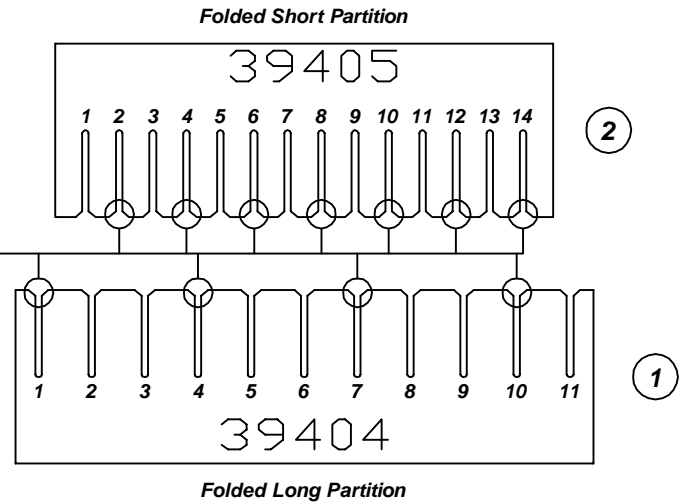 Folded Short Partition
39405
1 2 3 4 5 6 7 8 9 10 11 12 13 14
2
1
1 2 3 4 5 6 7 8 9 10 11
39404
Folded Long Partition